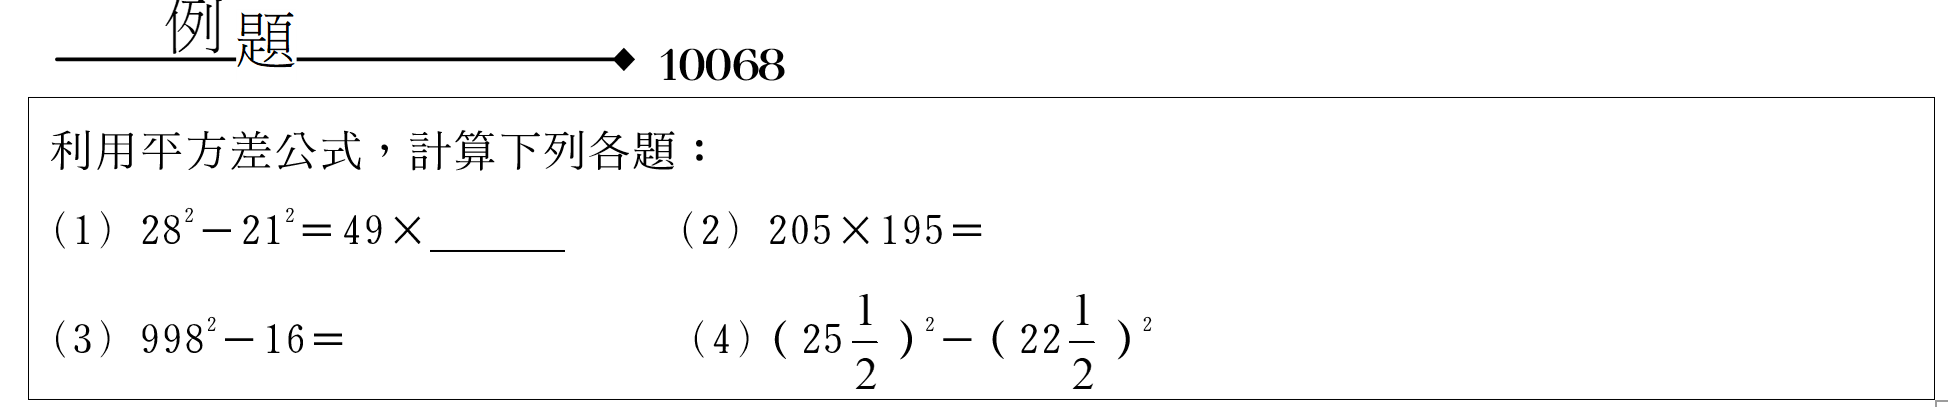 例題 10068
利用平方差公式，計算下列各題：
（1）28²－21²＝49×______ （2）205×195＝
（3）998²－16＝ （4）（25 1/2）²－（22 1/2）²